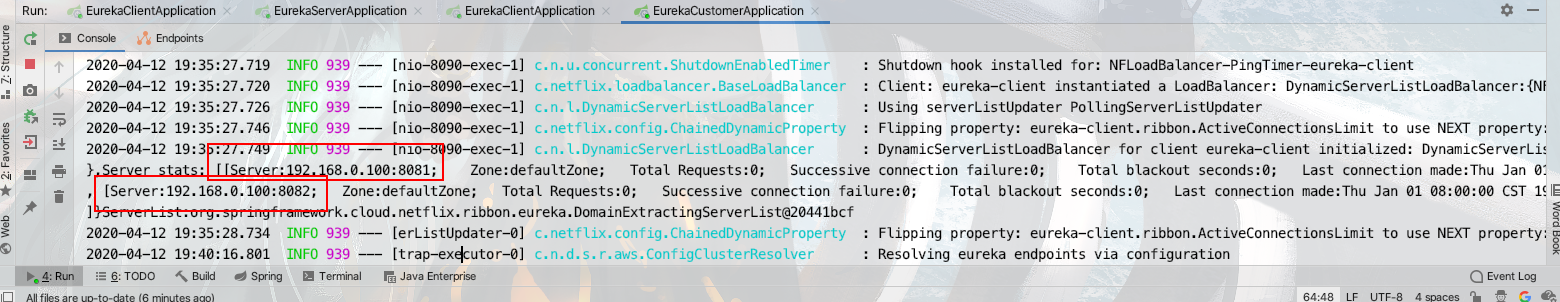 Run: EurekaClientApplication × EurekaServerApplication × EurekaClientApplication × EurekaCustomerApplication ×
Console Endpoints
2020-04-12 19:35:27.719 INFO 939 --- [nio-8090-exec-1] c.n.u.concurrent.ShutdownEnabledTimer : Shutdown hook installed for: NFLoadBalancer-PingTimer-eureka-client
2020-04-12 19:35:27.720 INFO 939 --- [nio-8090-exec-1] c.netflix.loadbalancer.BaseLoadBalancer : Client: eureka-client instantiated a LoadBalancer: DynamicServerListLoadBalancer:{NF
2020-04-12 19:35:27.726 INFO 939 --- [nio-8090-exec-1] c.n.l.DynamicServerListLoadBalancer : Using serverListUpdater PollingServerListUpdater
2020-04-12 19:35:27.746 INFO 939 --- [nio-8090-exec-1] c.netflix.config.ChainedDynamicProperty : Flipping property: eureka-client.ribbon.ActiveConnectionsLimit to use NEXT property:
2020-04-12 19:35:27.749 INFO 939 --- [nio-8090-exec-1] c.n.l.DynamicServerListLoadBalancer : DynamicServerListLoadBalancer for client eureka-client initialized: DynamicServerLis
},Server stats: [[Server:192.168.0.100:8081; Zone:defaultZone; Total Requests:0; Successive connection failure:0; Total blackout seconds:0; Last connection made:Thu Jan 01
[Server:192.168.0.100:8082; Zone:defaultZone; Total Requests:0; Successive connection failure:0; Total blackout seconds:0; Last connection made:Thu Jan 01 08:00:00 CST 19
]}ServerList:org.springframework.cloud.netflix.ribbon.eureka.DomainExtractingServerList@20441bcf
2020-04-12 19:35:28.734 INFO 939 --- [erListUpdater-0] c.netflix.config.ChainedDynamicProperty : Flipping property: eureka-client.ribbon.ActiveConnectionsLimit to use NEXT property:
2020-04-12 19:40:16.801 INFO 939 --- [trap-executor-0] c.n.d.s.r.aws.ConfigClusterResolver : Resolving eureka endpoints via configuration
7: Structure
2: Favorites
Web
Word Book
4: Run 6: TODO Build Spring Terminal Java Enterprise Event Log
All files are up-to-date (6 minutes ago) 64:48 LF UTF-8 4 spaces